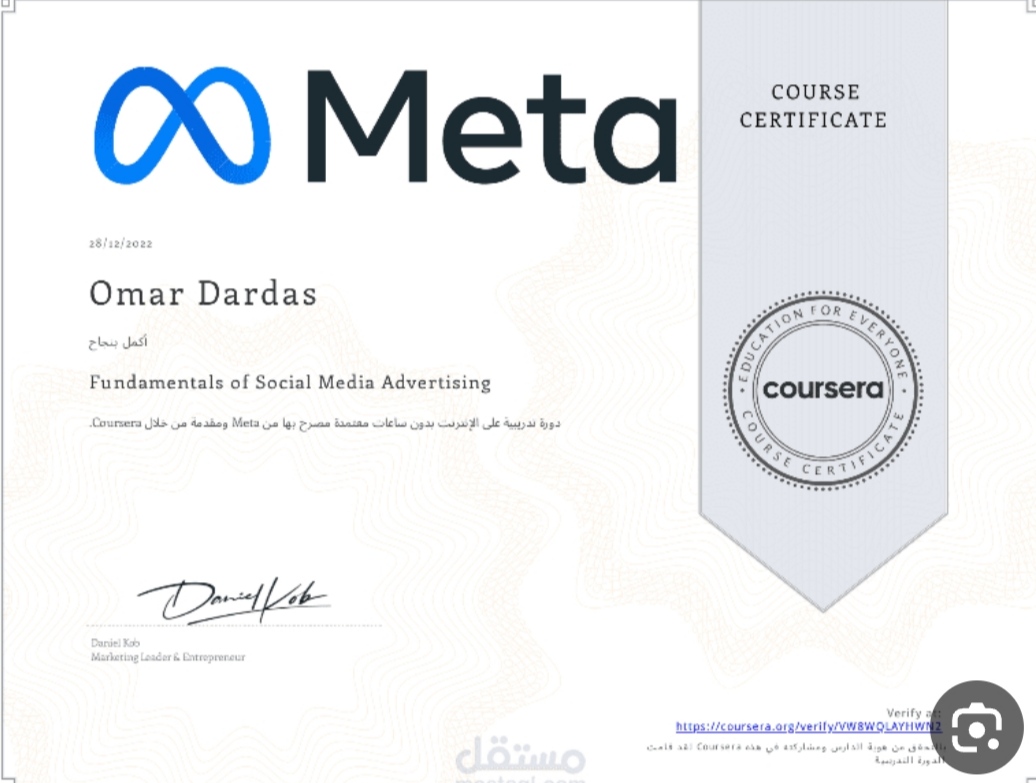 Meta
COURSE
CERTIFICATE
28/12/2022
Omar Dardas
أكمل بنجاح
Fundamentals of Social Media Advertising
دورة تدريبية على الإنترنت بدون ساعات معتمدة مصرح بها من Meta ومقدمة من خلال Coursera.
EDUCATION FOR EVERYONE
coursera
COURSE CERTIFICATE
Daniel Kob
Daniel Kob
Marketing Leader & Entrepreneur
Verify at:
https://coursera.org/verify/VW8WQLAYHWN2
لقد قامت Coursera بالتحقق من هوية الدارس ومشاركته في هذه
الدورة التدريبية
مستقل
mostaql.com